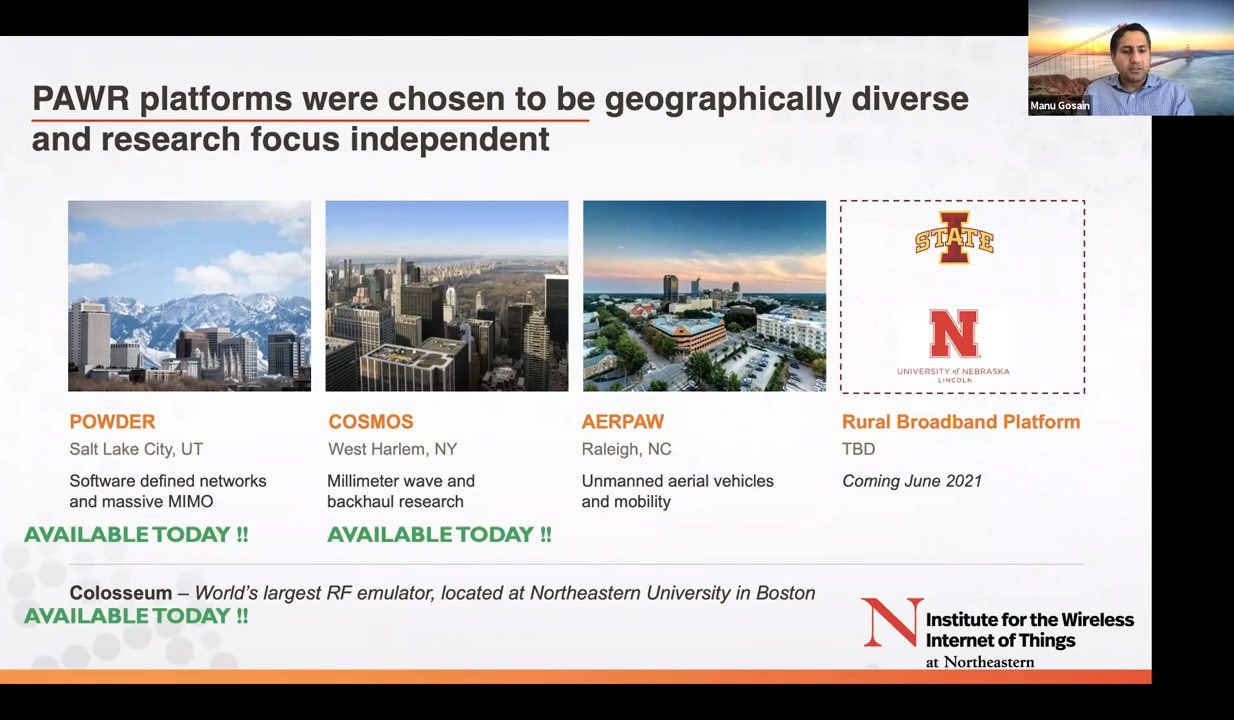 Manu Gosain
PAWR platforms were chosen to be geographically diverse
and research focus independent
STATE
I
N
UNIVERSITY of NEBRASKA
LINCOLN
POWDER
Salt Lake City, UT
Software defined networks
and massive MIMO
AVAILABLE TODAY !!
COSMOS
West Harlem, NY
Millimeter wave and
backhaul research
AVAILABLE TODAY !!
AERPAW
Raleigh, NC
Unmanned aerial vehicles
and mobility
Rural Broadband Platform
TBD
Coming June 2021
Colosseum – World's largest RF emulator, located at Northeastern University in Boston
AVAILABLE TODAY !!
N
Institute for the Wireless
Internet of Things
at Northeastern